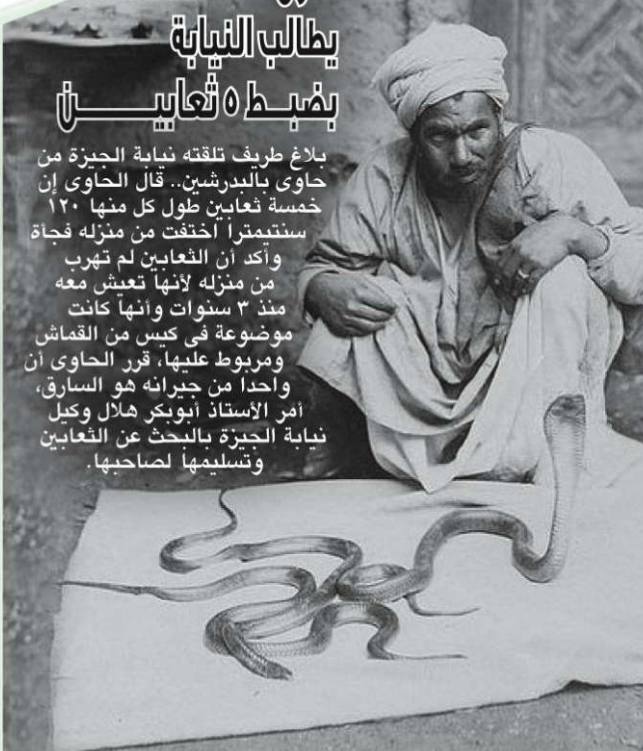 يطالب النيابة
بضبط ٥ ثعابيـــــن
بلاغ طريف تلقته نيابة الجيزة من
حاوى بالبدرشين.. قال الحاوى إن
خمسة ثعابين طول كل منها ١٢٠
سنتيمتراً اختفت من منزله فجأة
وأكد أن الثعابين لم تهرب
من منزله لأنها تعيش معه
منذ ٣ سنوات وأنها كانت
موضوعة فى كيس من القماش
ومربوط عليها، قرر الحاوى أن
واحدا من جيرانه هو السارق،
أمر الأستاذ أبوبكر هلال وكيل
نيابة الجيزة بالبحث عن الثعابين
وتسليمها لصاحبها.